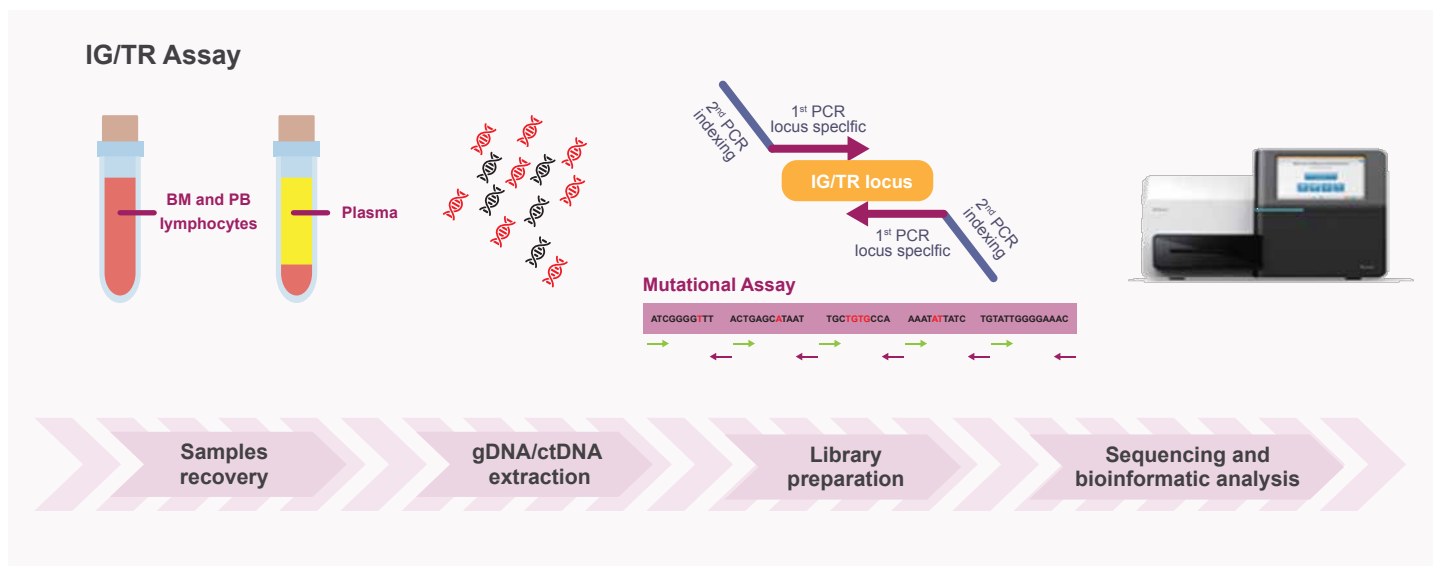 IG/TR Assay
BM and PB
lymphocytes
Plasma
2nd PCR
indexing
1st PCR
locus speclfic
IG/TR locus
1st PCR
locus speclfic
2nd PCR
indexing
Mutational Assay
ATCGGGGTTT ACTGAGCATAAT TGCTGTGCCA AAATATTATC TGTATTGGGGAAAC
Samples
recovery
gDNA/ctDNA
extraction
Library
preparation
Sequencing and
bioinformatic analysis